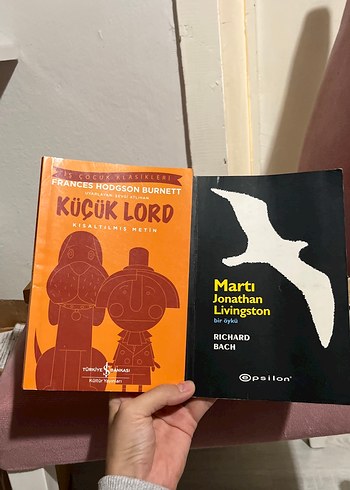 İŞ ÇOCUK KLASİKLERİ
FRANCES HODGSON BURNETT
KÜÇÜK LORD
KISALTILMIŞ METİN
TÜRKİYE İŞ BANKASI
Kültür Yayınları
Martı
Jonathan
Livingston
bir öykü
RICHARD
BACH
epsilon